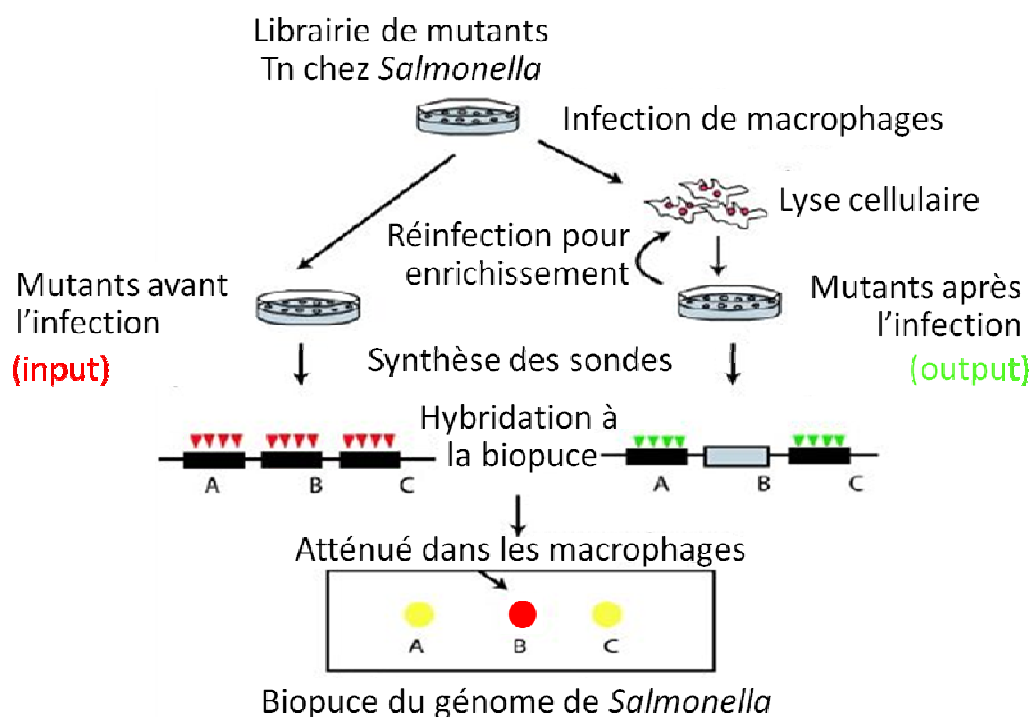 Librairie de mutants
Tn chez Salmonella
Infection de macrophages
Lyse cellulaire
Réinfection pour
enrichissement
Mutants avant
l'infection
(input)
Mutants après
l'infection
(output)
Synthèse des sondes
Hybridation à
la biopuce
A B C
A B C
Atténué dans les macrophages
A B C
Biopuce du génome de Salmonella